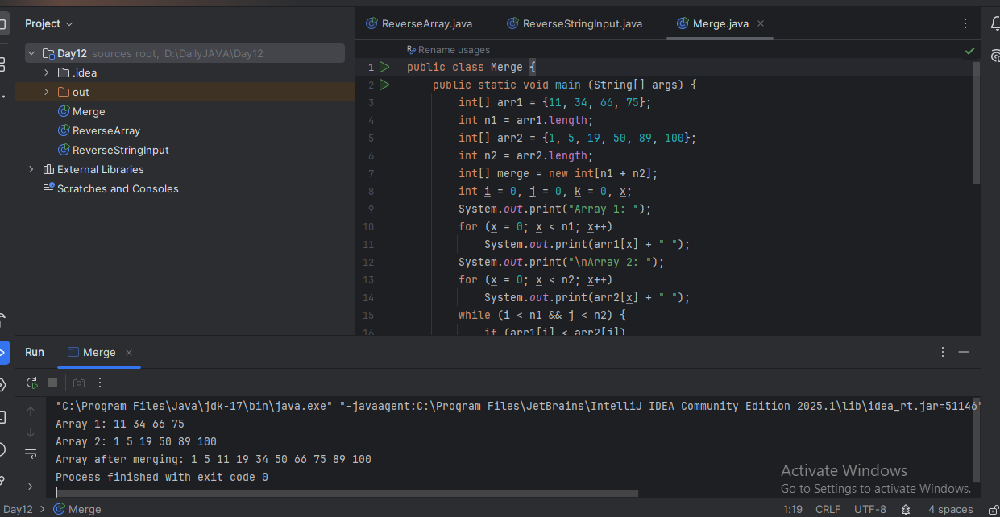 Project
Day12 sources root, D:\DailyJAVA\Day12
.idea
out
Merge
ReverseArray
ReverseStringInput
External Libraries
Scratches and Consoles
ReverseArray.java ReverseStringInput.java Merge.java
Rename usages
1 public class Merge {
2 public static void main (String[] args) {
3 int[] arr1 = {11, 34, 66, 75};
4 int n1 = arr1.length;
5 int[] arr2 = {1, 5, 19, 50, 89, 100};
6 int n2 = arr2.length;
7 int[] merge = new int[n1 + n2];
8 int i = 0, j = 0, k = 0, x;
9 System.out.print("Array 1: ");
10 for (x = 0; x < n1; x++)
11 System.out.print(arr1[x] + " ");
12 System.out.print("\nArray 2: ");
13 for (x = 0; x < n2; x++)
14 System.out.print(arr2[x] + " ");
15 while (i < n1 && j < n2) {
16 if (arr1[i] < arr2[j])
Run Merge
"C:\Program Files\Java\jdk-17\bin\java.exe" "-javaagent:C:\Program Files\JetBrains\IntelliJ IDEA Community Edition 2025.1\lib\idea_rt.jar=51146
Array 1: 11 34 66 75
Array 2: 1 5 19 50 89 100
Array after merging: 1 5 11 19 34 50 66 75 89 100
Process finished with exit code 0
Activate Windows
Go to Settings to activate Windows.
Day12 Merge 1:19 CRLF UTF-8 4 spaces